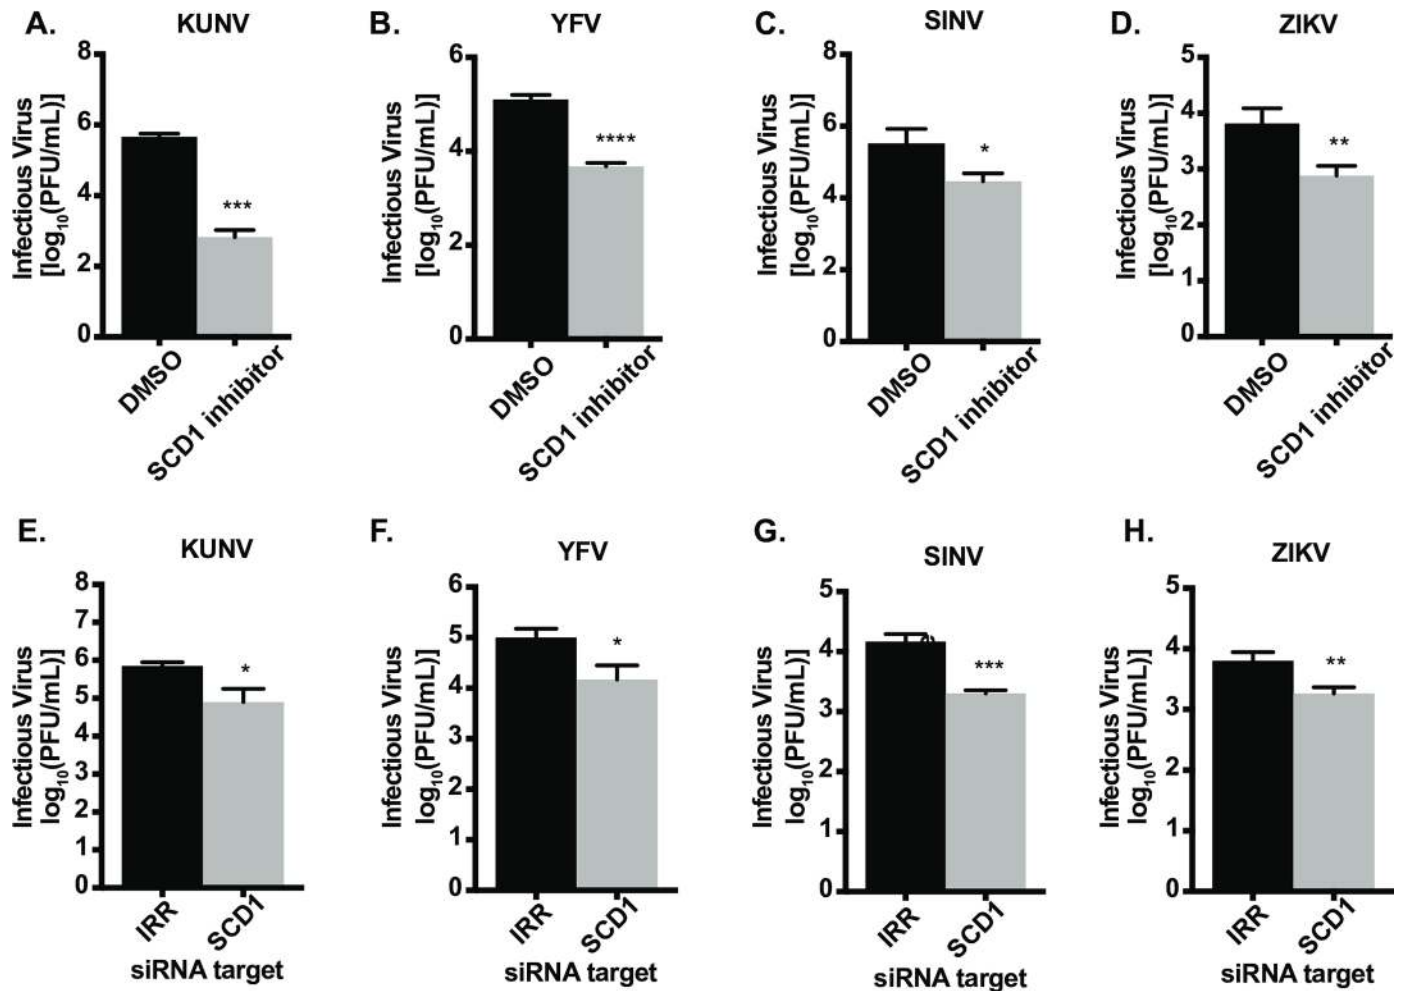 A.
KUNV
Infectious Virus
[log10(PFU/mL)]
8
6
4
2
0
***
DMSO
SCD1 inhibitor
B.
YFV
Infectious Virus
[log10(PFU/mL)]
6
4
2
0
****
DMSO
SCD1 inhibitor
C.
SINV
Infectious Virus
[log10(PFU/mL)]
8
6
4
2
0
*
DMSO
SCD1 inhibitor
D.
ZIKV
Infectious Virus
[log10(PFU/mL)]
5
4
3
2
1
0
**
DMSO
SCD1 inhibitor
E.
KUNV
Infectious Virus
log10(PFU/mL)]
8
7
6
5
4
3
2
1
0
*
IRR
SCD1
siRNA target
F.
YFV
Infectious Virus
log10(PFU/mL)]
6
5
4
3
2
1
0
*
IRR
SCD1
siRNA target
G.
SINV
Infectious Virus
log10(PFU/mL)]
5
4
3
2
1
0
***
IRR
SCD1
siRNA target
H.
ZIKV
Infectious Virus
log10(PFU/mL)]
5
4
3
2
1
0
**
IRR
SCD1
siRNA target